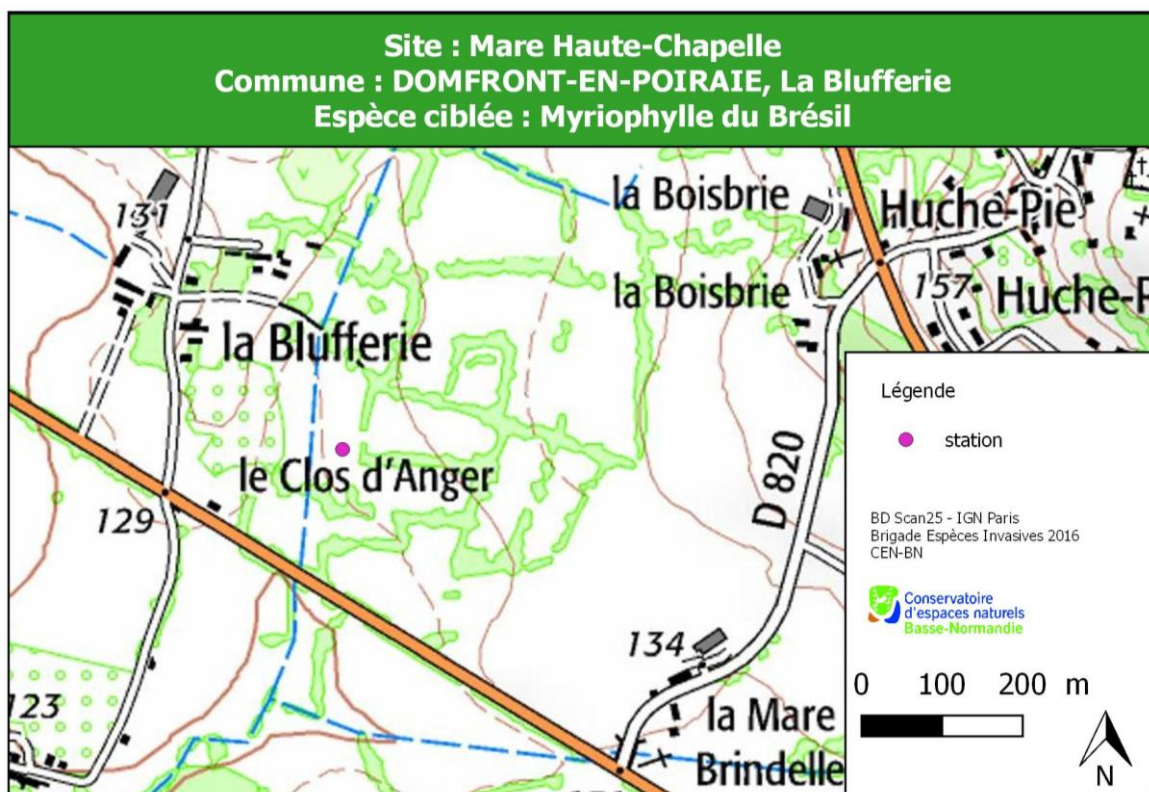 Site : Mare Haute-Chapelle
Commune : DOMFRONT-EN-POIRAIE, La Blufferie
Espèce ciblée : Myriophylle du Brésil
131
la Boisbrie
Huche-Pie
la Boisbrie
157
Huche-P
la Blufferie
le Clos d'Anger
129
D 820
134
123
la Mare
Brindelle
Légende
station
BD Scan25 - IGN Paris
Brigade Espèces Invasives 2016
CEN-BN
Conservatoire
d'espaces naturels
Basse-Normandie
0 100 200 m
N